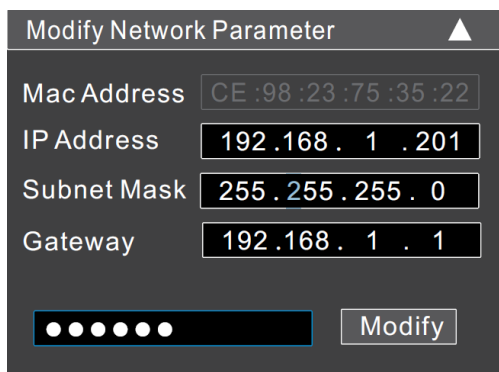 Modify Network Parameter
Mac Address CE :98 :23 :75 :35 :22
IP Address 192 .168 . 1 . 201
Subnet Mask 255 . 255 . 255 . 0
Gateway 192 .168 . 1 . 1
●●●●●● Modify